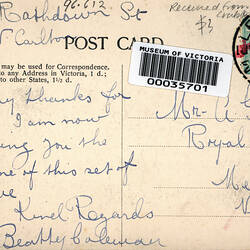 Rathdown St
96.612.
Received from
N Carlton
£3
POST CARD
MUSEUM OF VICTORIA
00035701
may be used for Correspondence.
to any Address in Victoria, 1 d.;
to other States, 1½ d.
thanks for
I am now
you the
one of this set of
Kind Regards
Beatty Coleman
Mr A
Royal